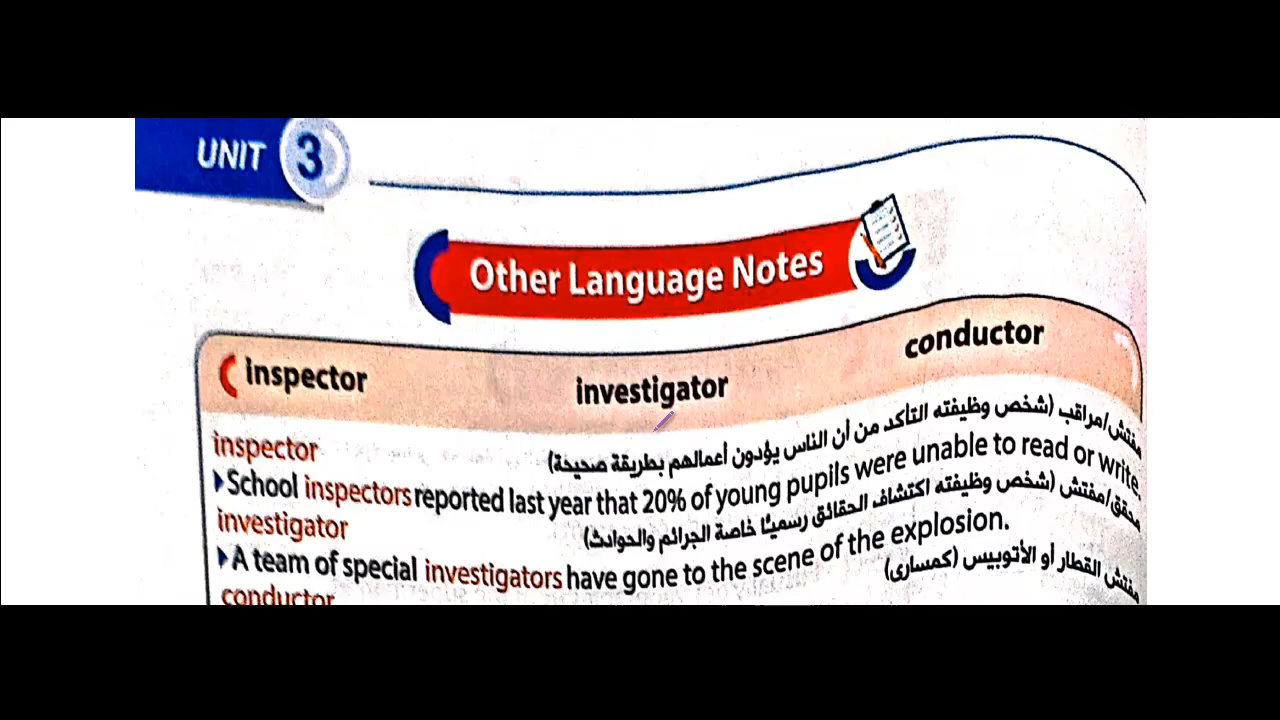 UNIT 3
Other Language Notes
inspector investigator conductor
inspector مفتش/مراقب (شخص وظيفته التأكد من أن الناس يؤدون أعمالهم بطريقة صحيحة)
School inspectors reported last year that 20% of young pupils were unable to read or write.
investigator محقق/مفتش (شخص وظيفته اكتشاف الحقائق رسميًا خاصة الجرائم والحوادث)
A team of special investigators have gone to the scene of the explosion.
conductor مفتش القطار أو الأتوبيس (كمسارى)